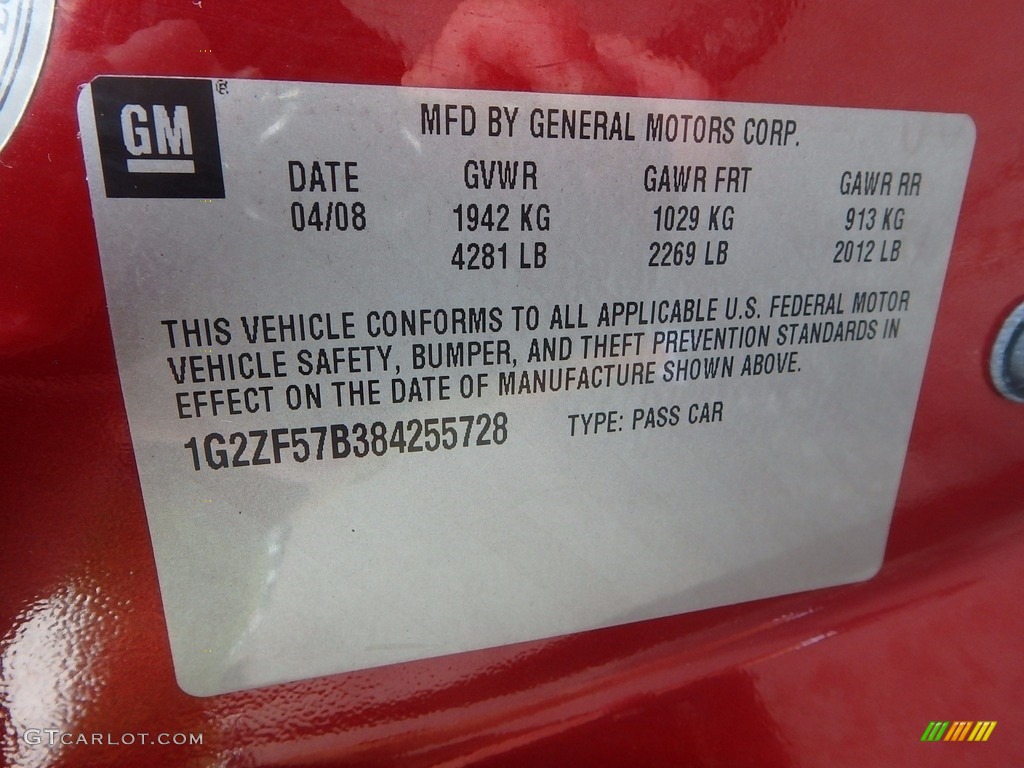 GM ®
MFD BY GENERAL MOTORS CORP.
DATE GVWR GAWR FRT GAWR RR
04/08 1942 KG 1029 KG 913 KG
4281 LB 2269 LB 2012 LB
THIS VEHICLE CONFORMS TO ALL APPLICABLE U.S. FEDERAL MOTOR
VEHICLE SAFETY, BUMPER, AND THEFT PREVENTION STANDARDS IN
EFFECT ON THE DATE OF MANUFACTURE SHOWN ABOVE.
1G2ZF57B384255728 TYPE: PASS CAR
GTCARLOT.COM